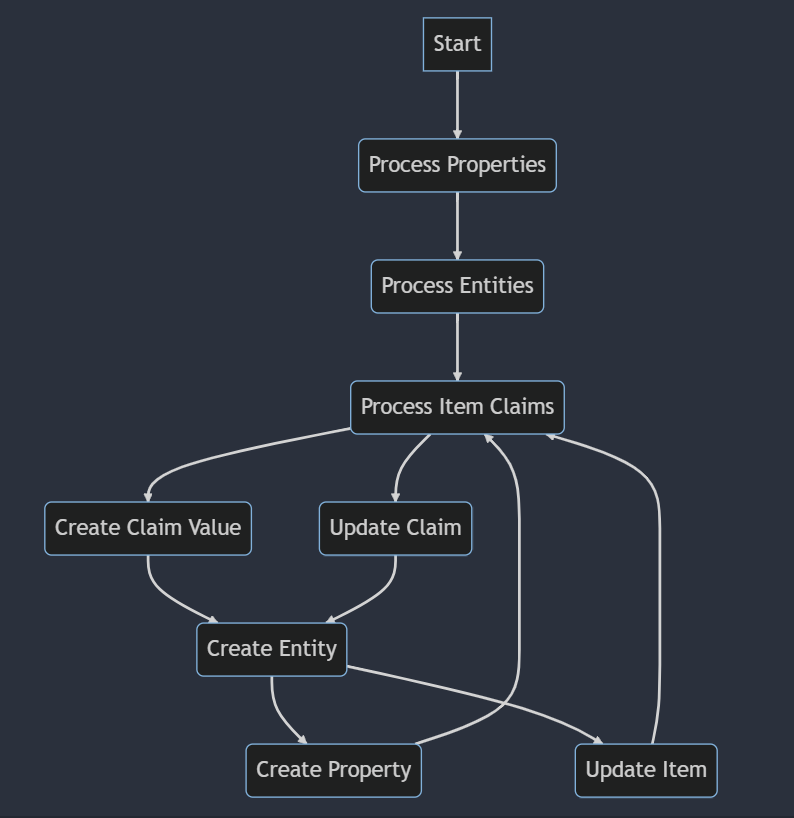 Start
Process Properties
Process Entities
Process Item Claims
Create Claim Value
Update Claim
Create Entity
Create Property
Update Item